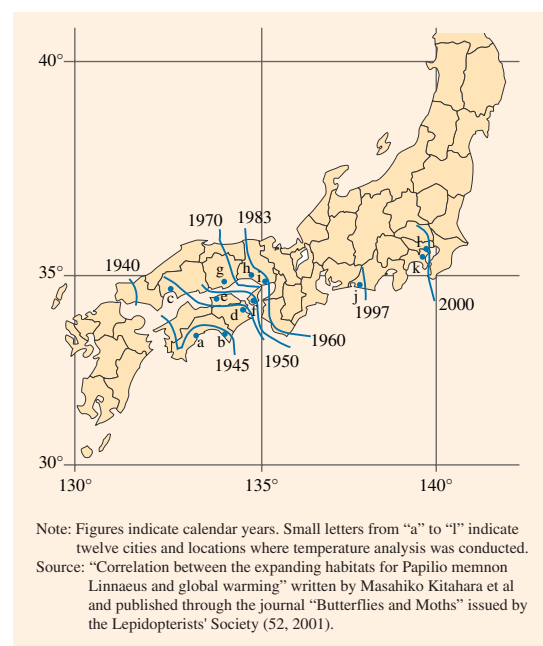 40°
1970 1983
1940
35°
g h i
c e
d f
a b
l
k
j
1997
2000
1960
1950
1945
30°
130° 135° 140°
Note: Figures indicate calendar years. Small letters from “a” to “l” indicate
twelve cities and locations where temperature analysis was conducted.
Source: “Correlation between the expanding habitats for Papilio memnon
Linnaeus and global warming” written by Masahiko Kitahara et al
and published through the journal “Butterflies and Moths” issued by
the Lepidopterists' Society (52, 2001).